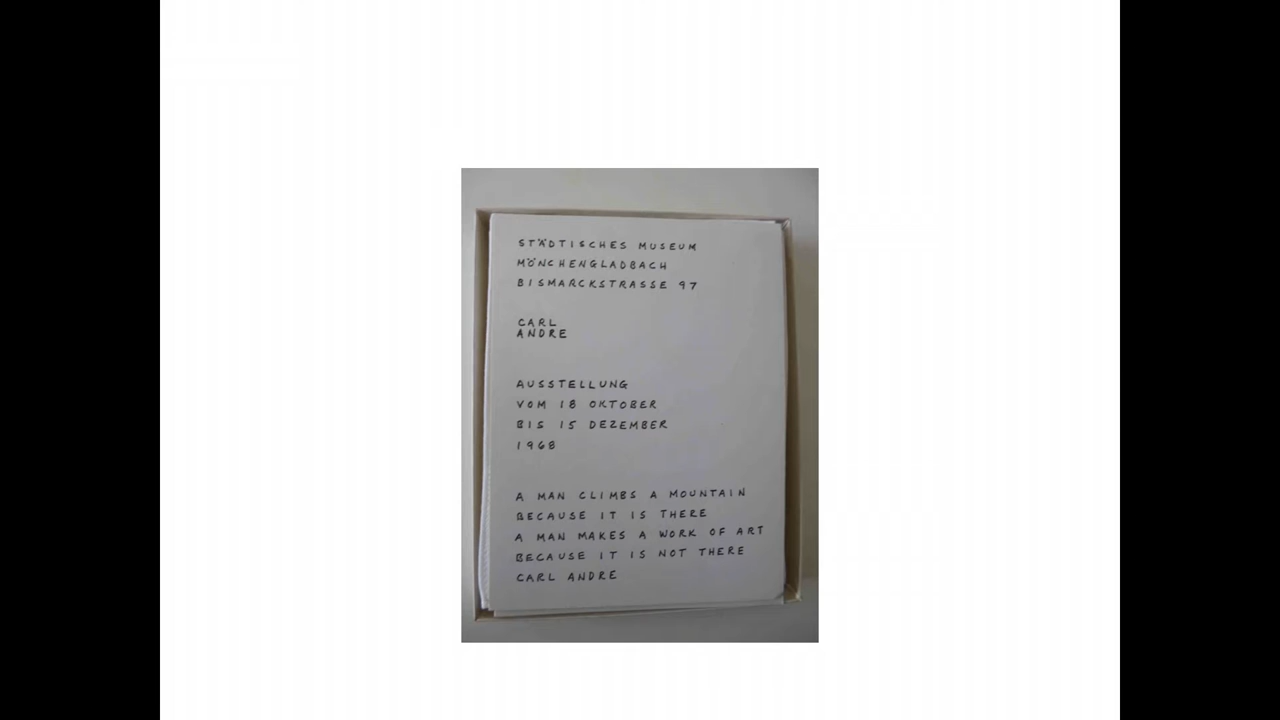 STÄDTISCHES MUSEUM
MÖNCHENGLADBACH
BISMARCKSTRASSE 97
CARL
ANDRE
AUSSTELLUNG
VOM 18 OKTOBER
BIS 15 DEZEMBER
1968
A MAN CLIMBS A MOUNTAIN
BECAUSE IT IS THERE
A MAN MAKES A WORK OF ART
BECAUSE IT IS NOT THERE
CARL ANDRE